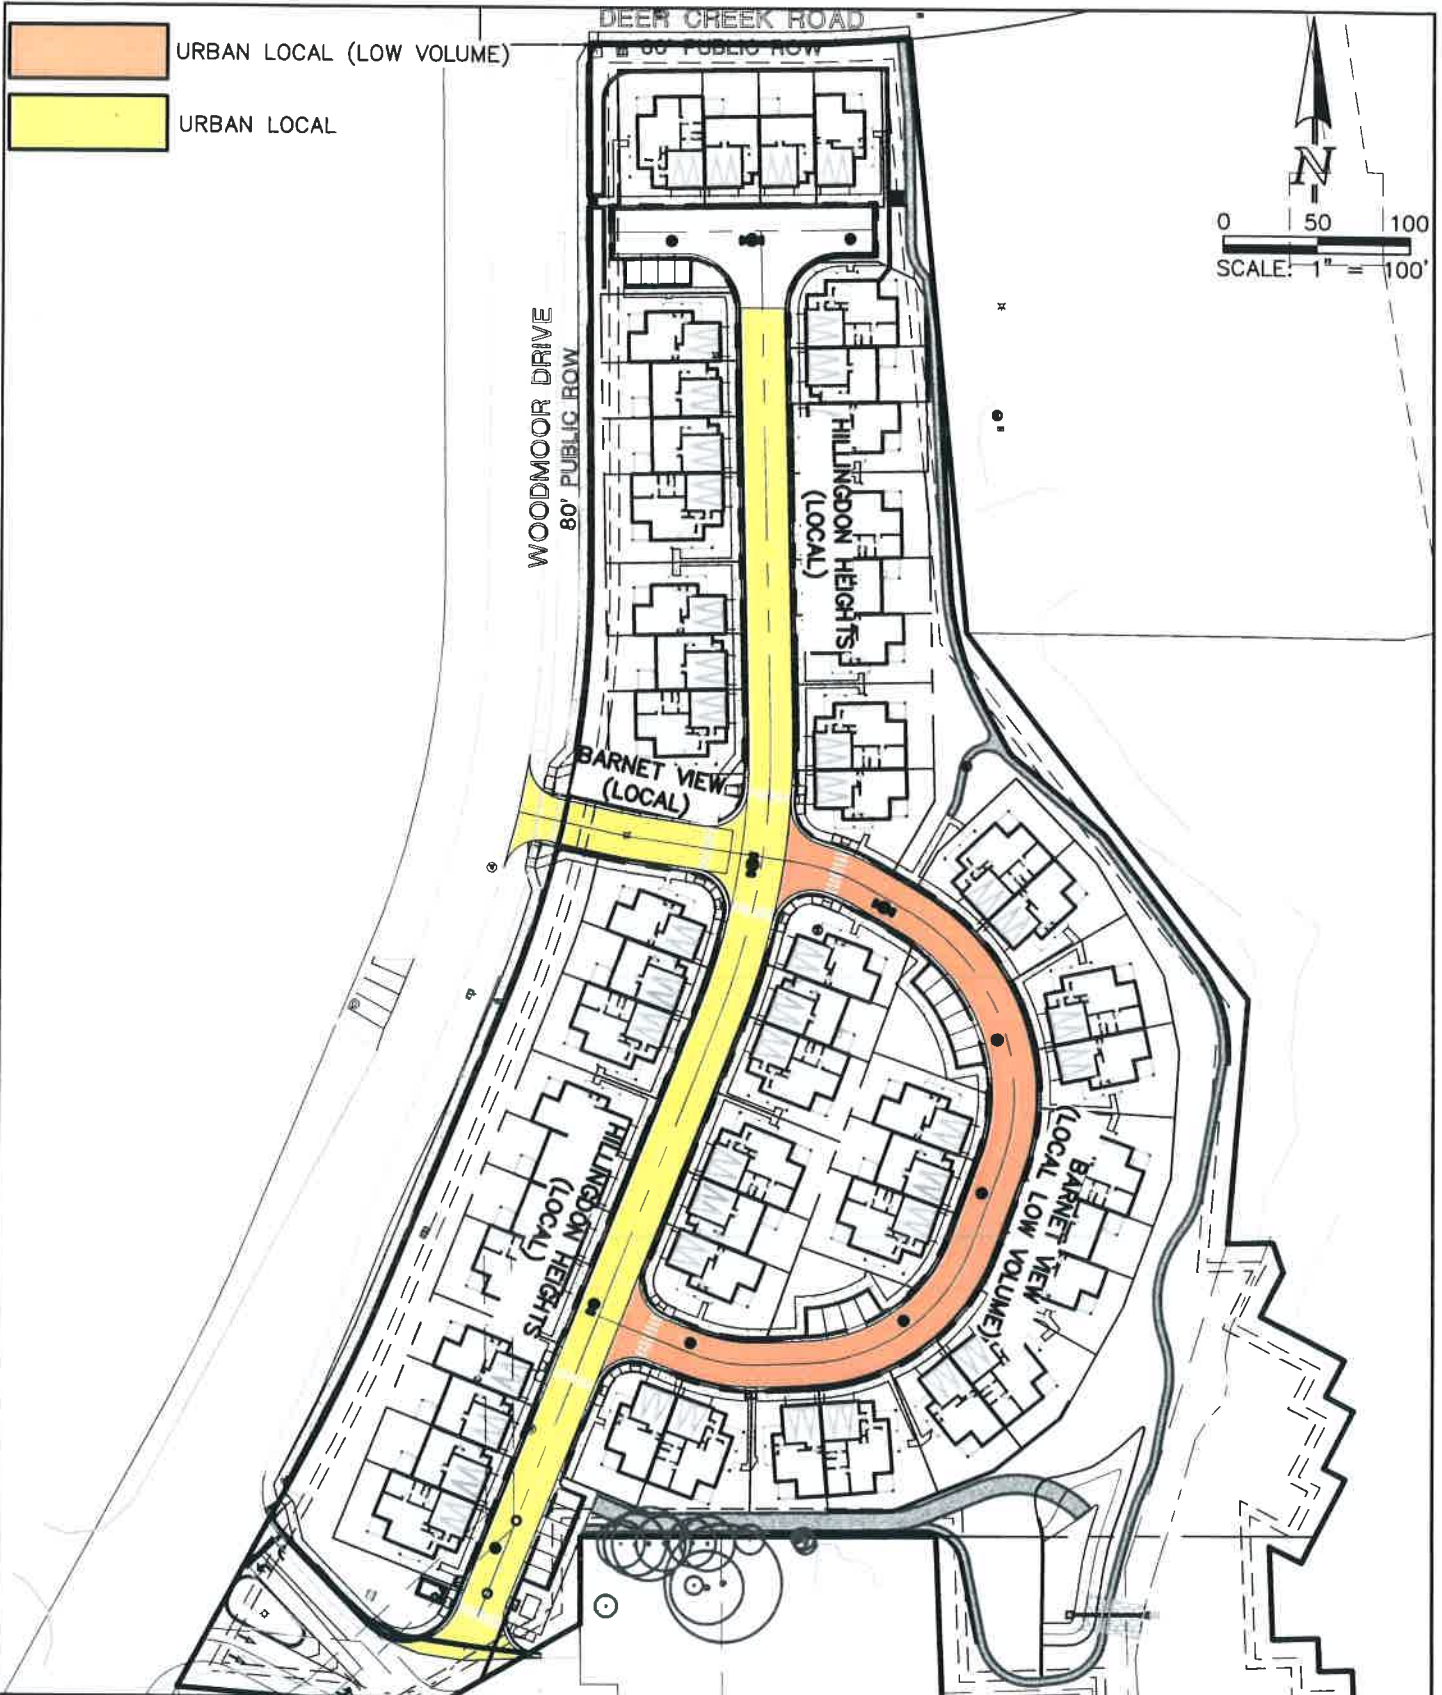 DEER CREEK ROAD
80' PUBLIC ROW
URBAN LOCAL (LOW VOLUME)
URBAN LOCAL
N
0 50 100
SCALE: 1" = 100'
WOODMOOR DRIVE
80' PUBLIC ROW
HILLINGDON HEIGHTS
(LOCAL)
BARNET VIEW
(LOCAL)
HILLINGDON HEIGHTS
(LOCAL)
BARNET VIEW
(LOCAL LOW VOLUME)